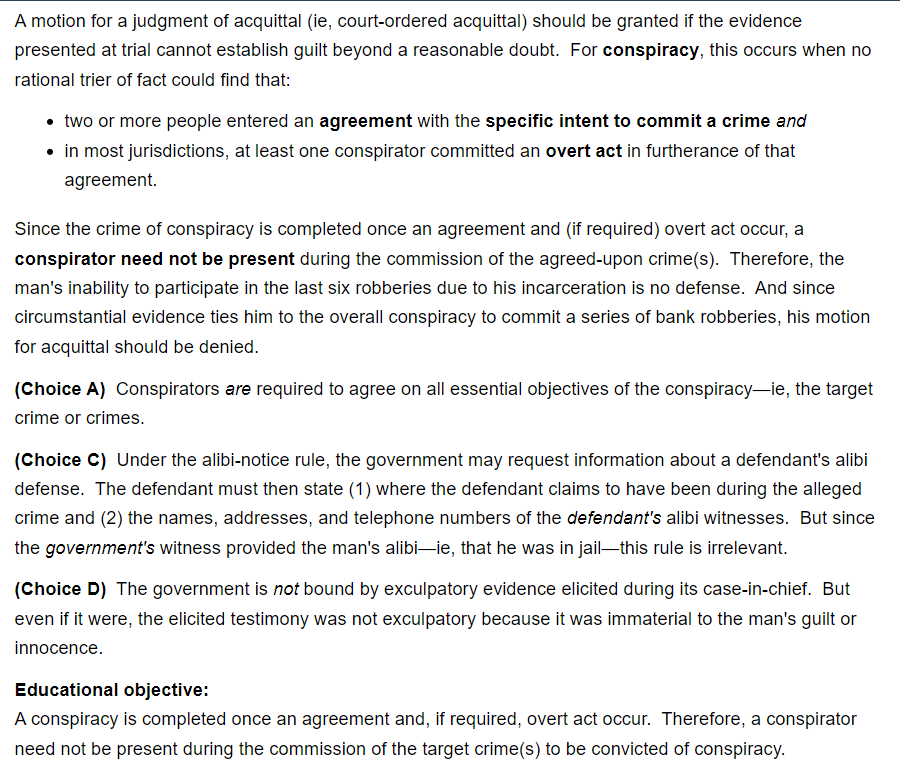 A motion for a judgment of acquittal (ie, court-ordered acquittal) should be granted if the evidence
presented at trial cannot establish guilt beyond a reasonable doubt.  For conspiracy, this occurs when no
rational trier of fact could find that:
• two or more people entered an agreement with the specific intent to commit a crime and
• in most jurisdictions, at least one conspirator committed an overt act in furtherance of that
agreement.
Since the crime of conspiracy is completed once an agreement and (if required) overt act occur, a
conspirator need not be present during the commission of the agreed-upon crime(s).  Therefore, the
man's inability to participate in the last six robberies due to his incarceration is no defense.  And since
circumstantial evidence ties him to the overall conspiracy to commit a series of bank robberies, his motion
for acquittal should be denied.
(Choice A)  Conspirators are required to agree on all essential objectives of the conspiracy—ie, the target
crime or crimes.
(Choice C)  Under the alibi-notice rule, the government may request information about a defendant's alibi
defense.  The defendant must then state (1) where the defendant claims to have been during the alleged
crime and (2) the names, addresses, and telephone numbers of the defendant's alibi witnesses.  But since
the government's witness provided the man's alibi—ie, that he was in jail—this rule is irrelevant.
(Choice D)  The government is not bound by exculpatory evidence elicited during its case-in-chief.  But
even if it were, the elicited testimony was not exculpatory because it was immaterial to the man's guilt or
innocence.
Educational objective:
A conspiracy is completed once an agreement and, if required, overt act occur.  Therefore, a conspirator
need not be present during the commission of the target crime(s) to be convicted of conspiracy.